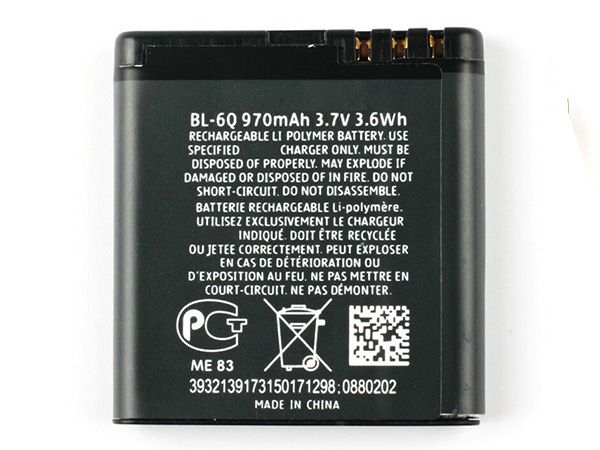 BL-6Q 970mAh 3.7V 3.6Wh
RECHARGEABLE LI POLYMER BATTERY. USE
SPECIFIED CHARGER ONLY. MUST BE
DISPOSED OF PROPERLY. MAY EXPLODE IF
DAMAGED OR DISPOSED OF IN FIRE. DO NOT
SHORT-CIRCUIT. DO NOT DISASSEMBLE.
BATTERIE RECHARGEABLE Li-polymère.
UTILISEZ EXCLUSIVEMENT LE CHARGEUR
INDIQUÉ. DOIT ÊTRE RECYCLÉE
OU JETEE CORRECTEMENT. PEUT EXPLOSER
EN CAS DE DÉTÉRIORATION OU
D'EXPOSITION AU FEU. NE PAS METTRE EN
COURT-CIRCUIT. NE PAS DÉMONTER.
РСТ
ME 83
3932139173150171298:0880202
MADE IN CHINA